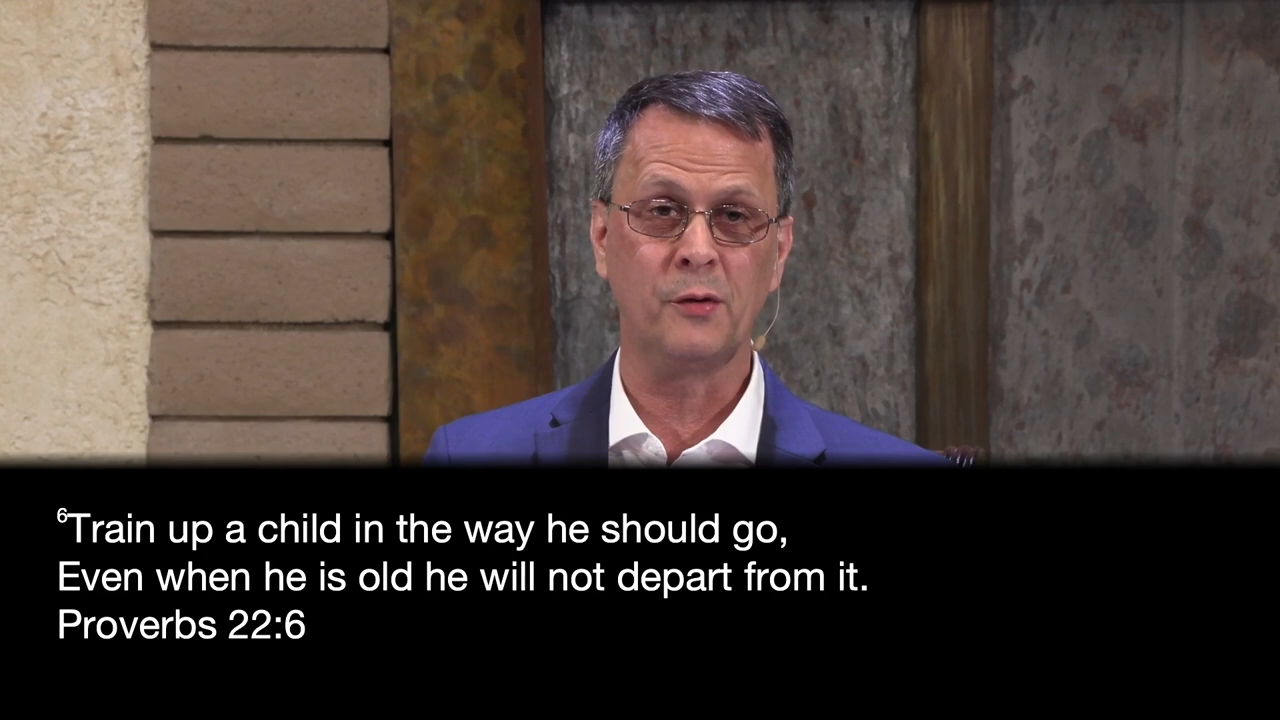 ⁶Train up a child in the way he should go,
Even when he is old he will not depart from it.
Proverbs 22:6